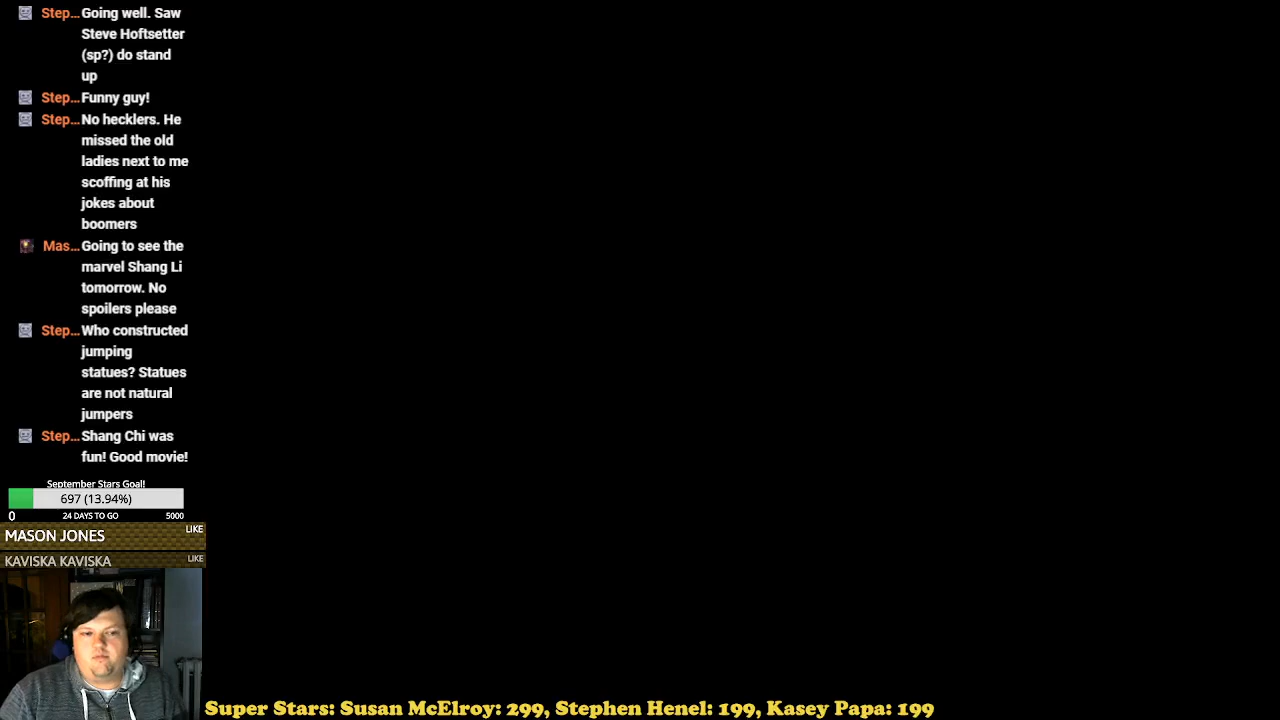 Step... Going well. Saw
Steve Hoftsetter
(sp?) do stand
up
Step... Funny guy!
Step... No hecklers. He
missed the old
ladies next to me
scoffing at his
jokes about
boomers
Mas... Going to see the
marvel Shang Li
tomorrow. No
spoilers please
Step... Who constructed
jumping
statues? Statues
are not natural
jumpers
Step... Shang Chi was
fun! Good movie!
September Stars Goal!
697 (13.94%)
0 24 DAYS TO GO 5000
MASON JONES LIKE
KAVISKA KAVISKA LIKE
Super Stars: Susan McElroy: 299, Stephen Henel: 199, Kasey Papa: 199